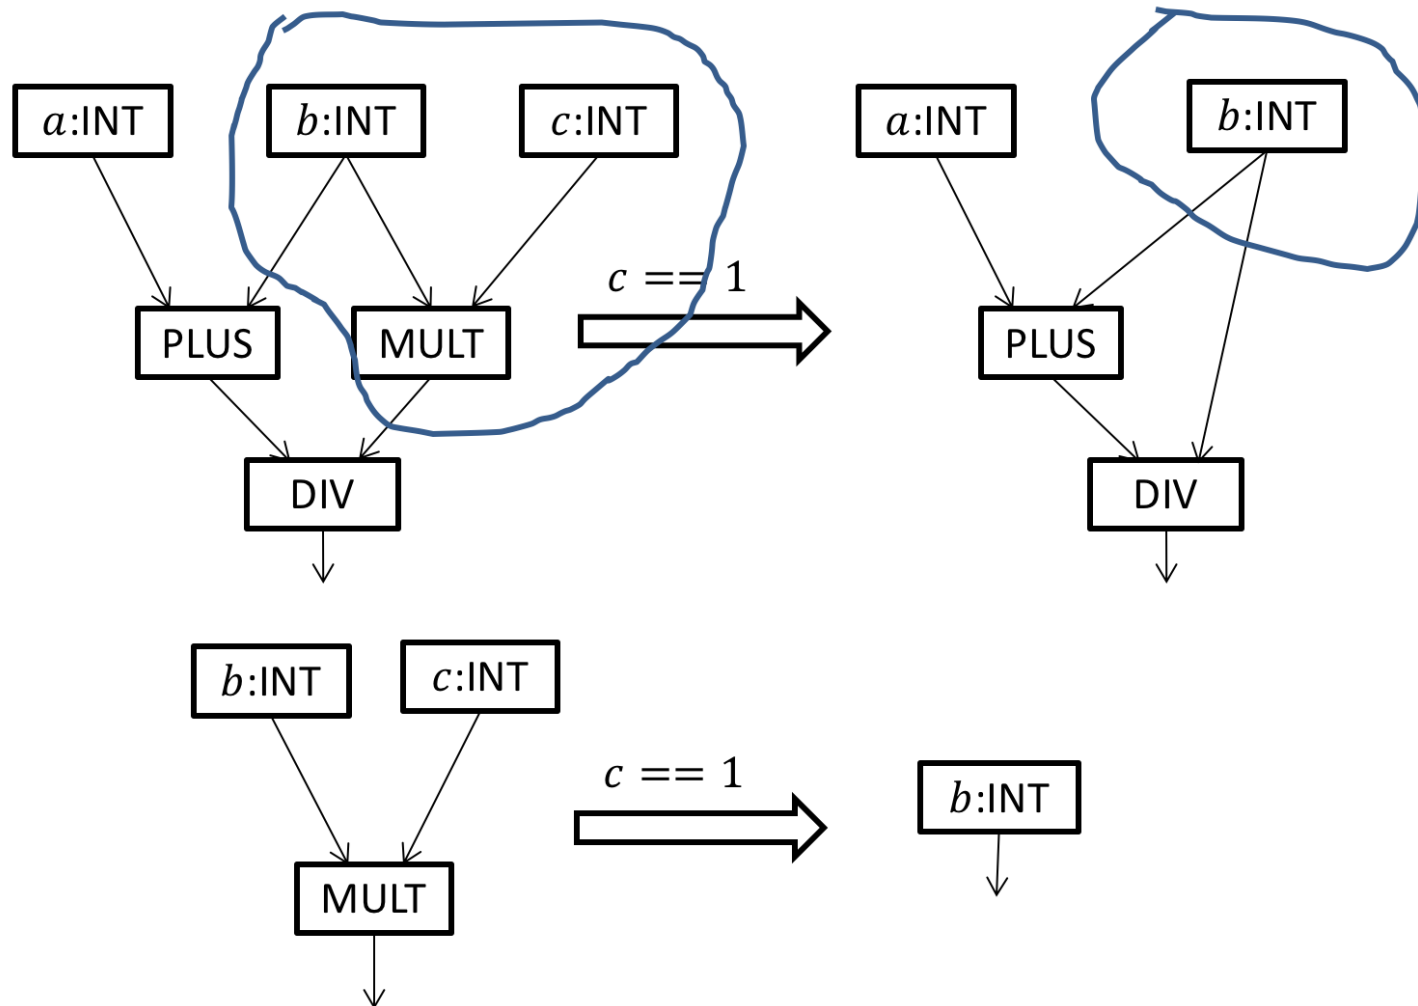 a:INT
b:INT
c:INT
a:INT
b:INT
c == 1
PLUS
MULT
PLUS
DIV
DIV
b:INT
c:INT
c == 1
b:INT
MULT